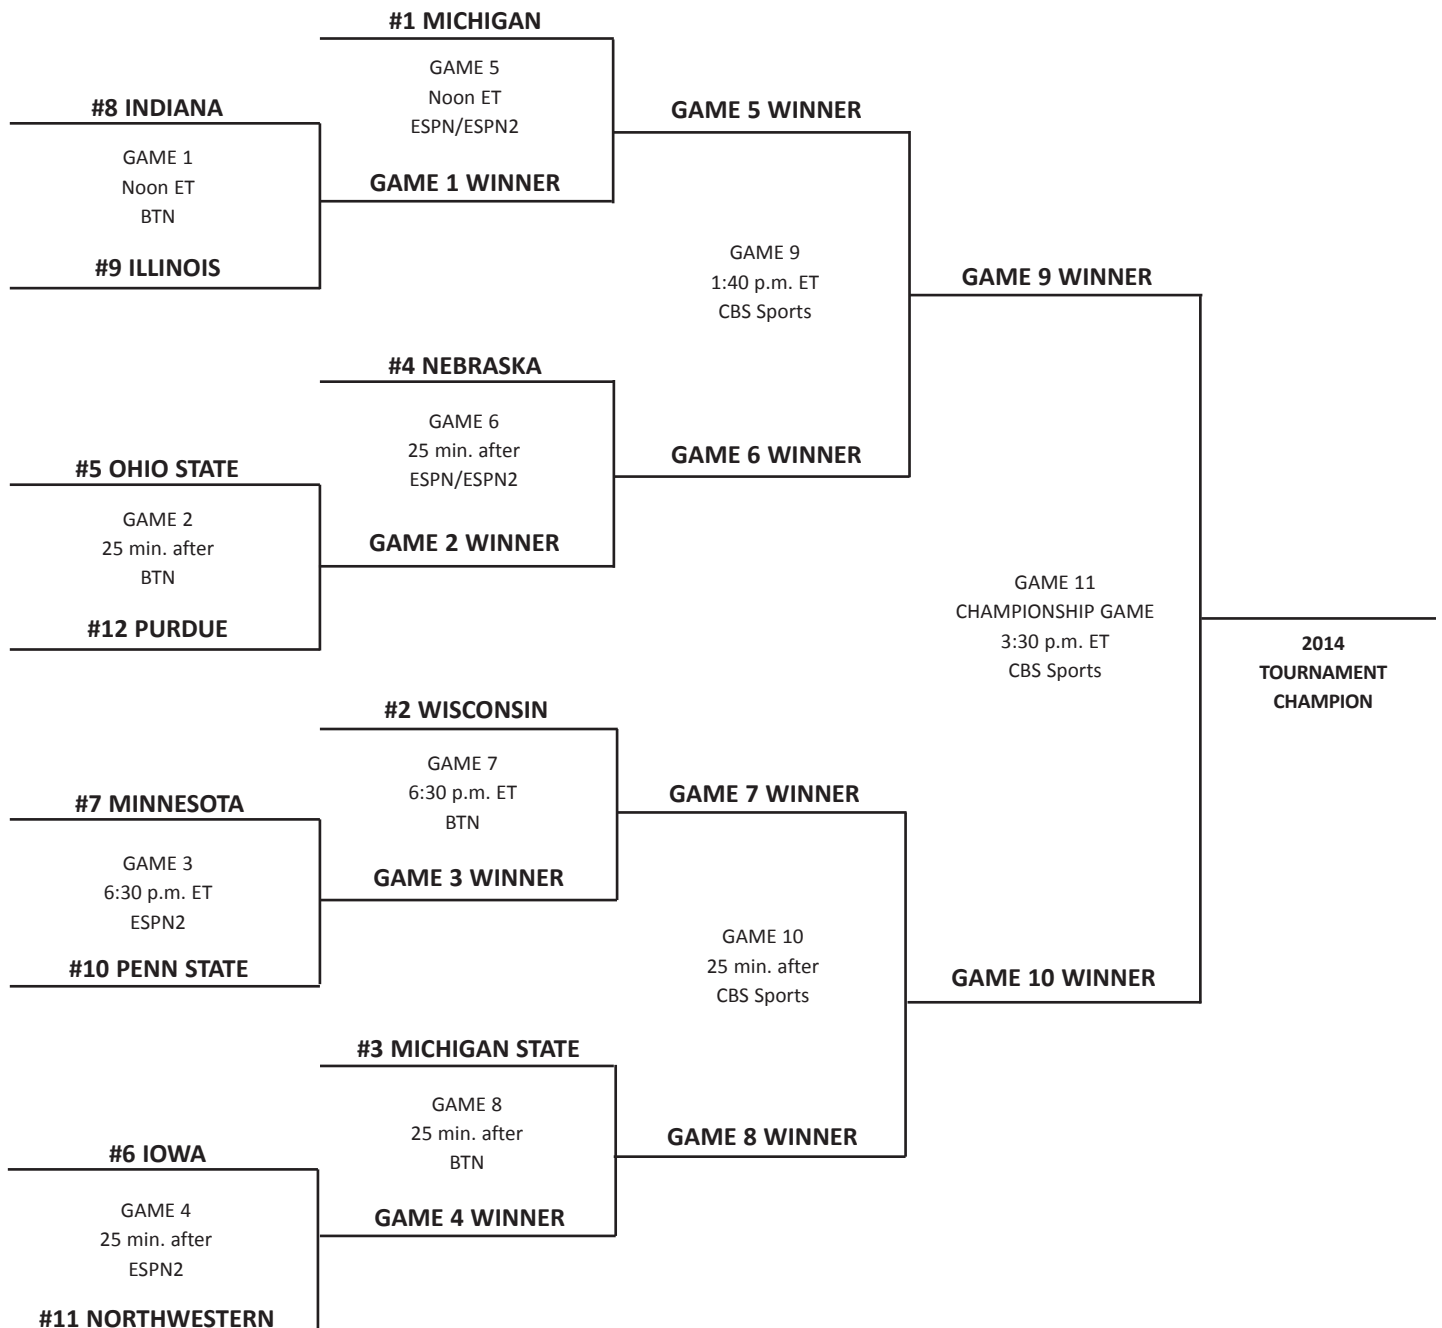 #1 MICHIGAN
GAME 5
Noon ET
ESPN/ESPN2
#8 INDIANA
GAME 1
Noon ET
BTN
#9 ILLINOIS
GAME 1 WINNER
GAME 5 WINNER
GAME 9
1:40 p.m. ET
CBS Sports
GAME 9 WINNER
#4 NEBRASKA
GAME 6
25 min. after
ESPN/ESPN2
GAME 6 WINNER
#5 OHIO STATE
GAME 2
25 min. after
BTN
#12 PURDUE
GAME 2 WINNER
GAME 11
CHAMPIONSHIP GAME
3:30 p.m. ET
CBS Sports
2014
TOURNAMENT
CHAMPION
#2 WISCONSIN
GAME 7
6:30 p.m. ET
BTN
GAME 7 WINNER
#7 MINNESOTA
GAME 3
6:30 p.m. ET
ESPN2
#10 PENN STATE
GAME 3 WINNER
GAME 10
25 min. after
CBS Sports
GAME 10 WINNER
#3 MICHIGAN STATE
GAME 8
25 min. after
BTN
GAME 8 WINNER
#6 IOWA
GAME 4
25 min. after
ESPN2
#11 NORTHWESTERN
GAME 4 WINNER